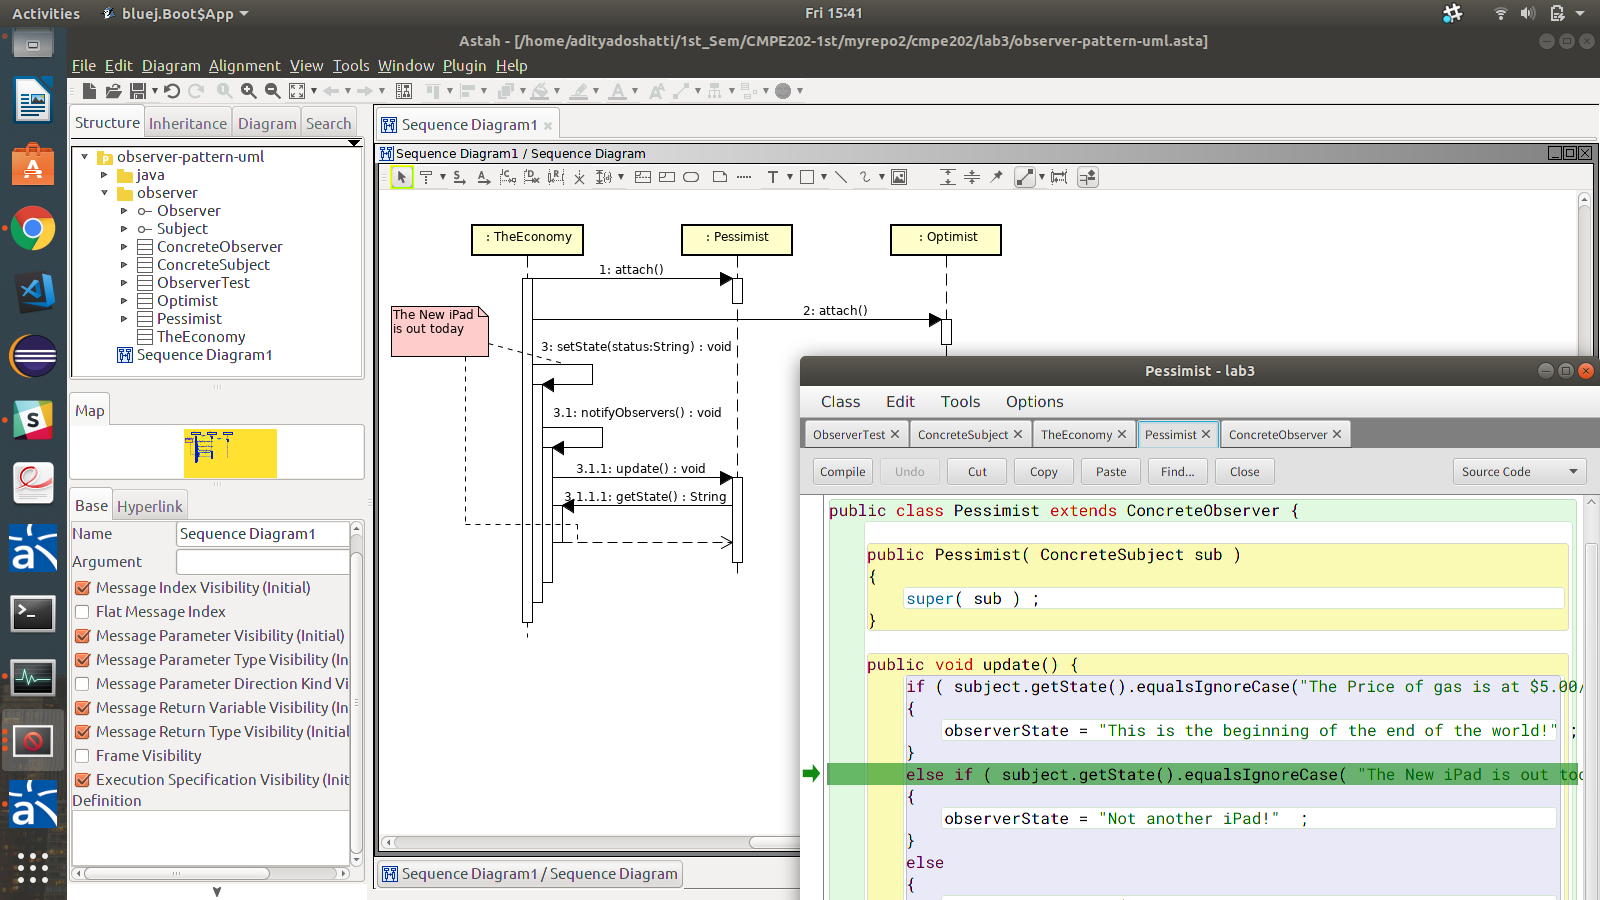 Activities
bluej.Boot$App
Fri 15:41
Astah - [/home/adityadoshatti/1st_Sem/CMPE202-1st/myrepo2/cmpe202/lab3/observer-pattern-uml.asta]
File Edit Diagram Alignment View Tools Window Plugin Help
Structure Inheritance Diagram Search
observer-pattern-uml
java
observer
Observer
Subject
ConcreteObserver
ConcreteSubject
ObserverTest
Optimist
Pessimist
TheEconomy
Sequence Diagram1
Map
Base Hyperlink
Name Sequence Diagram1
Argument
Message Index Visibility (Initial)
Flat Message Index
Message Parameter Visibility (Initial)
Message Parameter Type Visibility (In
Message Parameter Direction Kind Vi
Message Return Variable Visibility (In
Message Return Type Visibility (Initial
Frame Visibility
Execution Specification Visibility (Init
Definition
Sequence Diagram1
Sequence Diagram1 / Sequence Diagram
: TheEconomy
: Pessimist
: Optimist
1: attach()
2: attach()
The New iPad
is out today
3: setState(status:String) : void
3.1: notifyObservers() : void
3.1.1: update() : void
3.1.1.1: getState() : String
Sequence Diagram1 / Sequence Diagram
Pessimist - lab3
Class Edit Tools Options
ObserverTest ConcreteSubject TheEconomy Pessimist ConcreteObserver
Compile Undo Cut Copy Paste Find... Close Source Code
public class Pessimist extends ConcreteObserver {
public Pessimist( ConcreteSubject sub )
{
super( sub ) ;
}
public void update() {
if ( subject.getState().equalsIgnoreCase("The Price of gas is at $5.00/
{
observerState = "This is the beginning of the end of the world!" ;
}
else if ( subject.getState().equalsIgnoreCase( "The New iPad is out tod
{
observerState = "Not another iPad!" ;
}
else
{